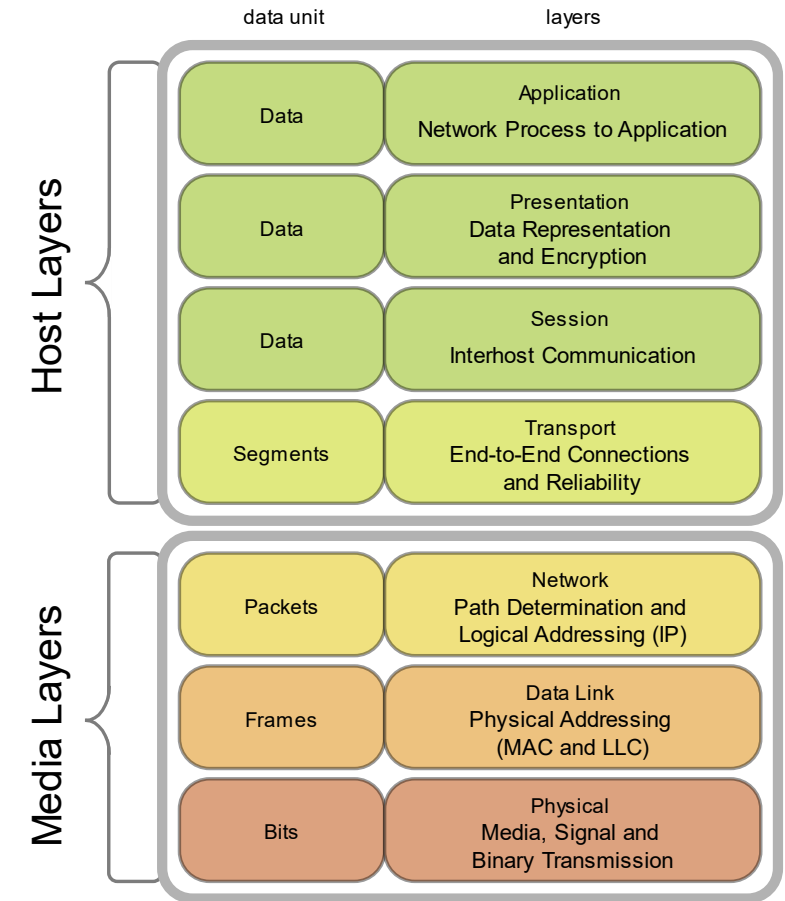 data unit
layers
Host Layers
Data
Application
Network Process to Application
Data
Presentation
Data Representation
and Encryption
Data
Session
Interhost Communication
Segments
Transport
End-to-End Connections
and Reliability
Media Layers
Packets
Network
Path Determination and
Logical Addressing (IP)
Frames
Data Link
Physical Addressing
(MAC and LLC)
Bits
Physical
Media, Signal and
Binary Transmission